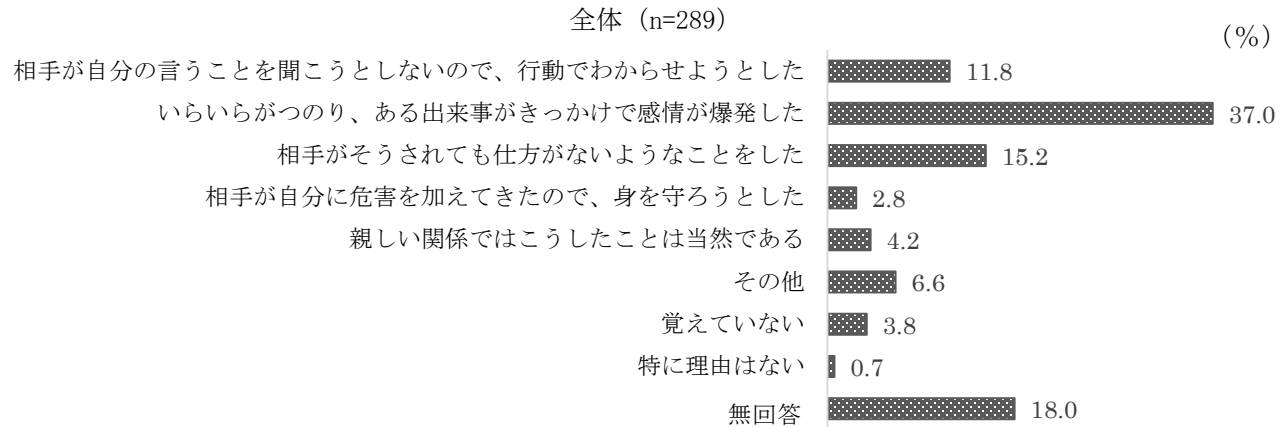 全体（n=289）
（%）
相手が自分の言うことを聞こうとしないので、行動でわからせようとした 11.8
いらいらがつのり、ある出来事がきっかけで感情が爆発した 37.0
相手がそうされても仕方がないようなことをした 15.2
相手が自分に危害を加えてきたので、身を守ろうとした 2.8
親しい関係ではこうしたことは当然である 4.2
その他 6.6
覚えていない 3.8
特に理由はない 0.7
無回答 18.0